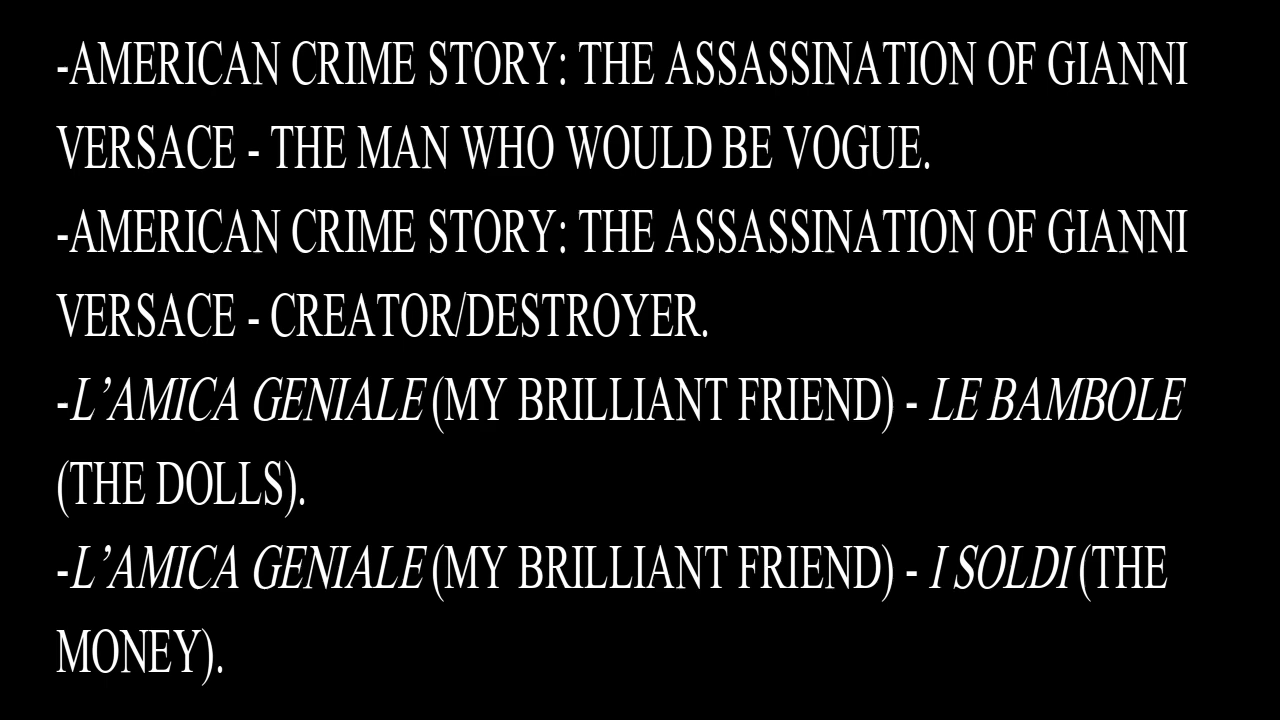 -AMERICAN CRIME STORY: THE ASSASSINATION OF GIANNI
VERSACE - THE MAN WHO WOULD BE VOGUE.
-AMERICAN CRIME STORY: THE ASSASSINATION OF GIANNI
VERSACE - CREATOR/DESTROYER.
-L’AMICA GENIALE (MY BRILLIANT FRIEND) - LE BAMBOLE
(THE DOLLS).
-L’AMICA GENIALE (MY BRILLIANT FRIEND) - I SOLDI (THE
MONEY).